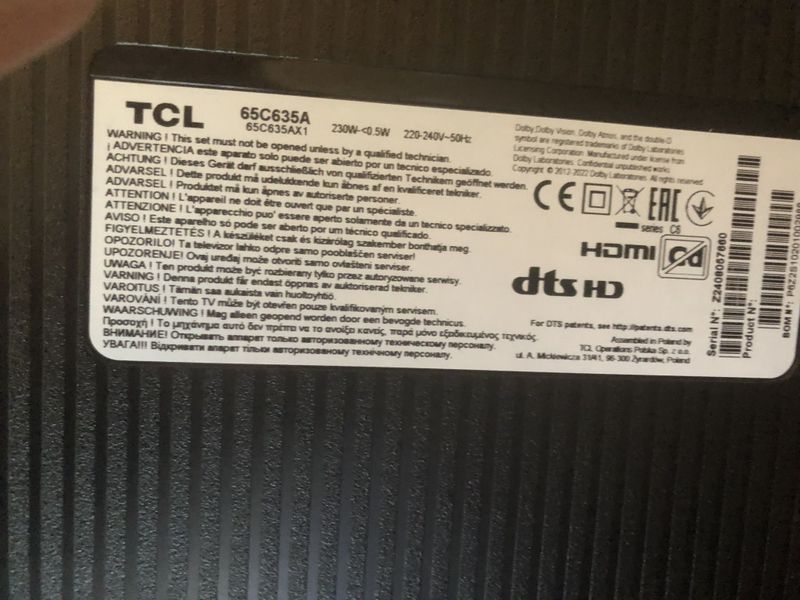 TCL
65C635A
65C635AX1
230W-<0.5W 220-240V~50Hz
WARNING ! This set must not be opened unless by a qualified technician.
¡ ADVERTENCIA este aparato solo puede ser abierto por un tecnico especializado.
ACHTUNG ! Dieses Gerät darf ausschließlich von qualifizierten Technikern geöffnet werden.
ADVARSEL ! Dette produkt må udelukkende kun åbnes af en kvalificeret tekniker.
ADVARSEL ! Produktet må kun åpnes av autoriserte personer.
ATTENTION ! L'appareil ne doit être ouvert que par un spécialiste.
ATTENZIONE ! L'apparecchio puo' essere aperto solamente da un tecnico specializzato.
AVISO ! Este aparelho só pode ser aberto por um técnico qualificado.
FIGYELMEZTETÉS ! A készüléket csak és kizárólag szakember bonthatja meg.
OPOZORILO! Ta televizor lahko odpre samo pooblaščen serviser!
UPOZORENJE! Ovaj uređaj može otvoriti samo ovlašteni serviser.
UWAGA ! Ten produkt może być rozbierany tylko przez autoryzowane serwisy.
VARNING ! Denna produkt får endast öppnas av auktoriserad tekniker.
VAROITUS ! Tämän saa aukaista vain huoltoyhtiö.
VAROVÁNÍ ! Tento TV může být otevřen pouze kvalifikovaným servisem.
WAARSCHUWING ! Mag alleen geopend worden door een bevoegde technicus.
Προσοχή ! Το μηχάνημα αυτό δεν πρέπει να το ανοίξει κανείς, παρά μόνο εξειδικευμένος τεχνικός.
ВНИМАНИЕ! Открывать аппарат только авторизованному техническому персоналу.
УВАГА!!! Відкривати апарат тільки авторизованому технічному персоналу.
Dolby,Dolby Vision, Dolby Atmos, and the double-D
symbol are registered trademarks of Dolby Laboratories
Licensing Corporation. Manufactured under license from
Dolby Laboratories. Confidential unpublished works.
Copyright © 2012-2022 Dolby Laboratories. All rights reserved.
CE EAC
series C6
HDMI
dts HD
For DTS patents, see http://patents.dts.com
Assembled in Poland by
TCL Operations Polska Sp. z o.o.
ul. A. Mickiewicza 31/41, 96-300 Żyrardów, Poland
Serial N°: Z2408057660
Product N°:
BOM N°: